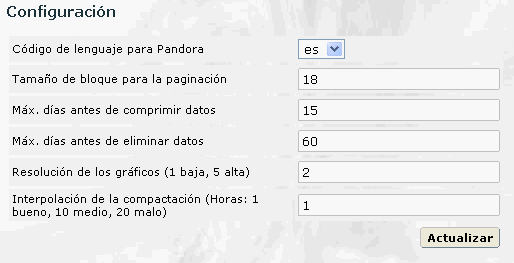 Configuración
Código de lenguaje para Pandora es
Tamaño de bloque para la paginación 18
Máx. días antes de comprimir datos 15
Máx. días antes de eliminar datos 60
Resolución de los gráficos (1 baja, 5 alta) 2
Interpolación de la compactación (Horas: 1
bueno, 10 medio, 20 malo) 1
Actualizar